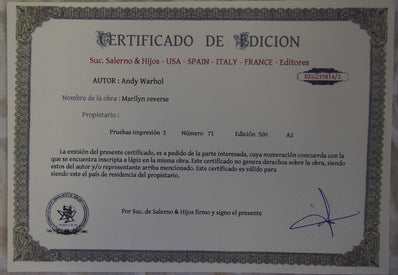 CERTIFICADO DE EDICION
Suc. Salerno & Hijos - USA - SPAIN - ITALY - FRANCE - Editores
AUTOR : Andy Warhol
REG735814/2
Nombre de la obra : Marilyn reverse
Propietario :
Pruebas impresión 3 Número 71 Edición 500 A2
La emisión del presente certificado, es a pedido de la parte interesada, cuya numeración concuerda con la
que se encuentra inscripta a lápiz en la misma obra. Este certificado no genera derechos sobre la obra, siendo
estos del autor y/o representante arriba mencionado. Este certificado es válido para
siendo este el país de residencia del propietario.
Por Suc. de Salerno & Hijos firmo y signo el presente